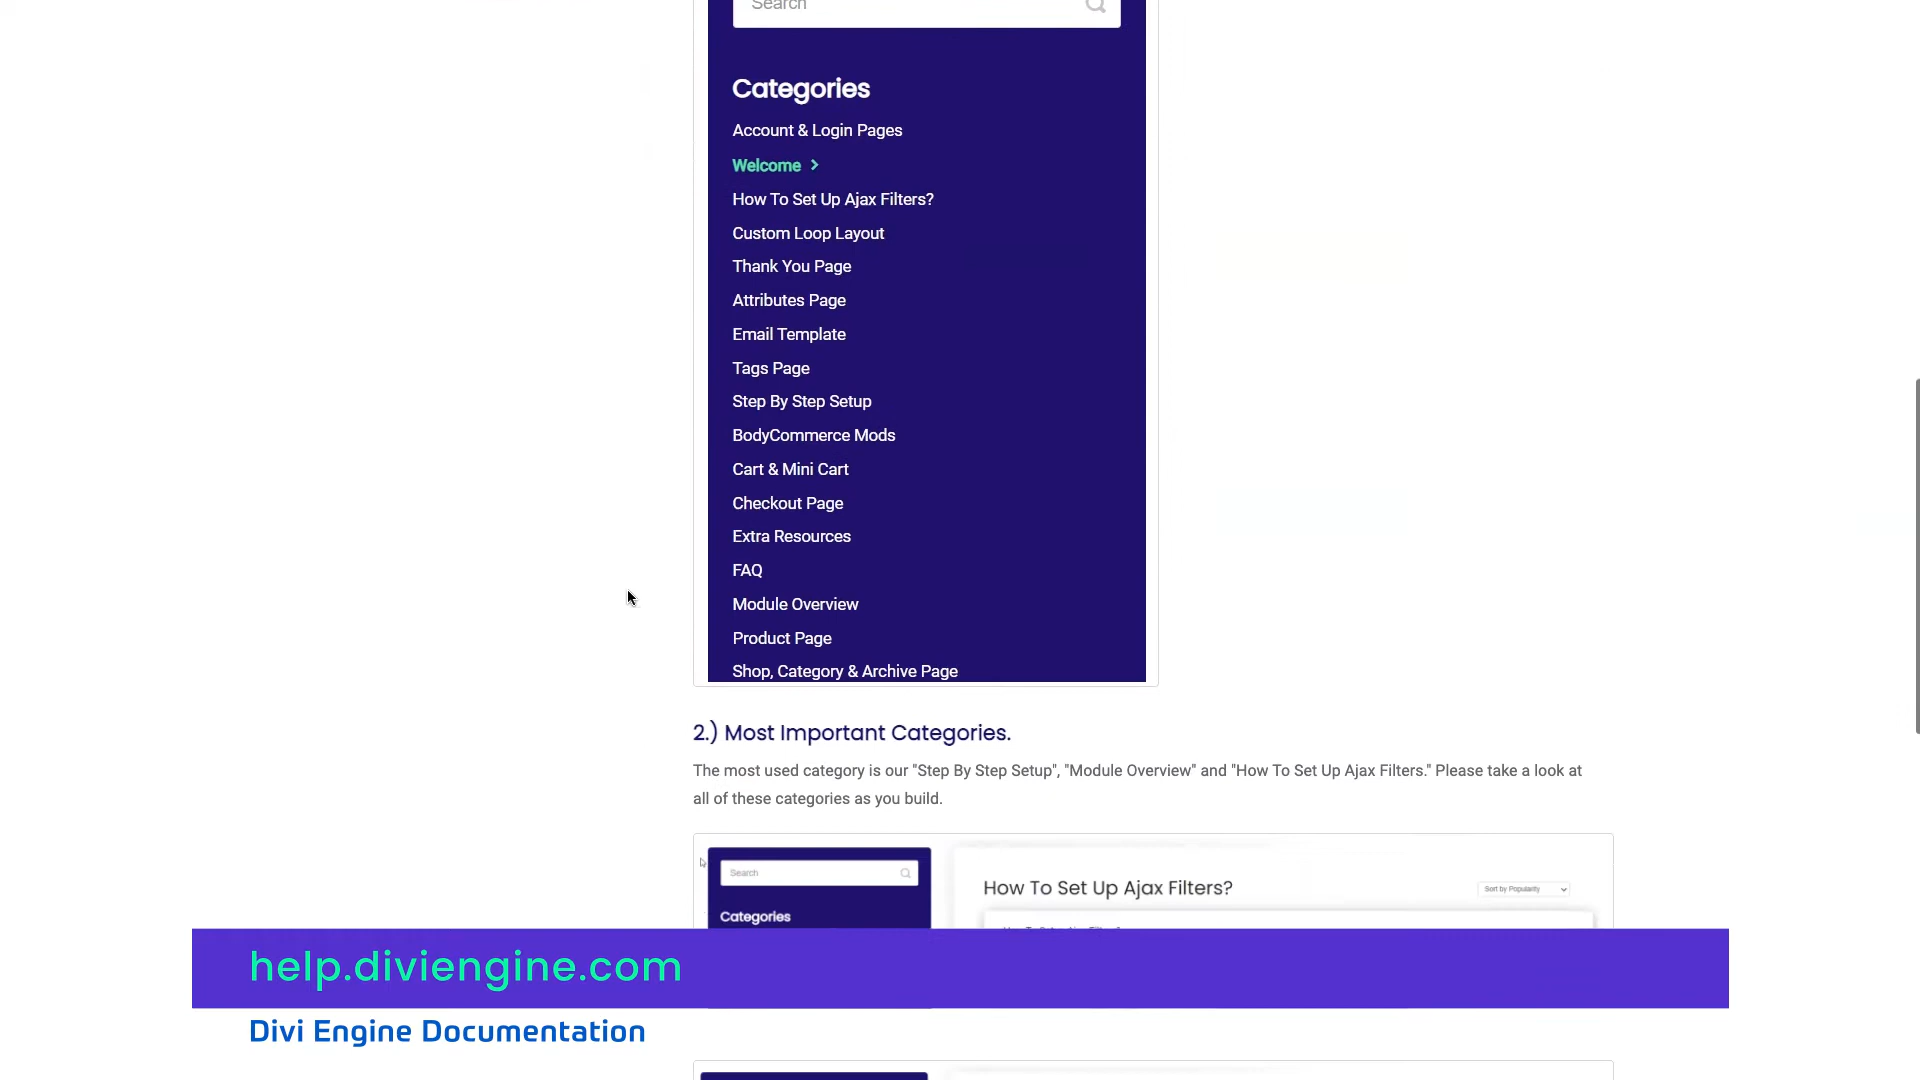 Search
Categories
Account & Login Pages
Welcome >
How To Set Up Ajax Filters?
Custom Loop Layout
Thank You Page
Attributes Page
Email Template
Tags Page
Step By Step Setup
BodyCommerce Mods
Cart & Mini Cart
Checkout Page
Extra Resources
FAQ
Module Overview
Product Page
Shop, Category & Archive Page
2.) Most Important Categories.
The most used category is our "Step By Step Setup", "Module Overview" and "How To Set Up Ajax Filters." Please take a look at
all of these categories as you build.
Search
How To Set Up Ajax Filters?
Sort by Popularity
Categories
help.diviengine.com
Divi Engine Documentation